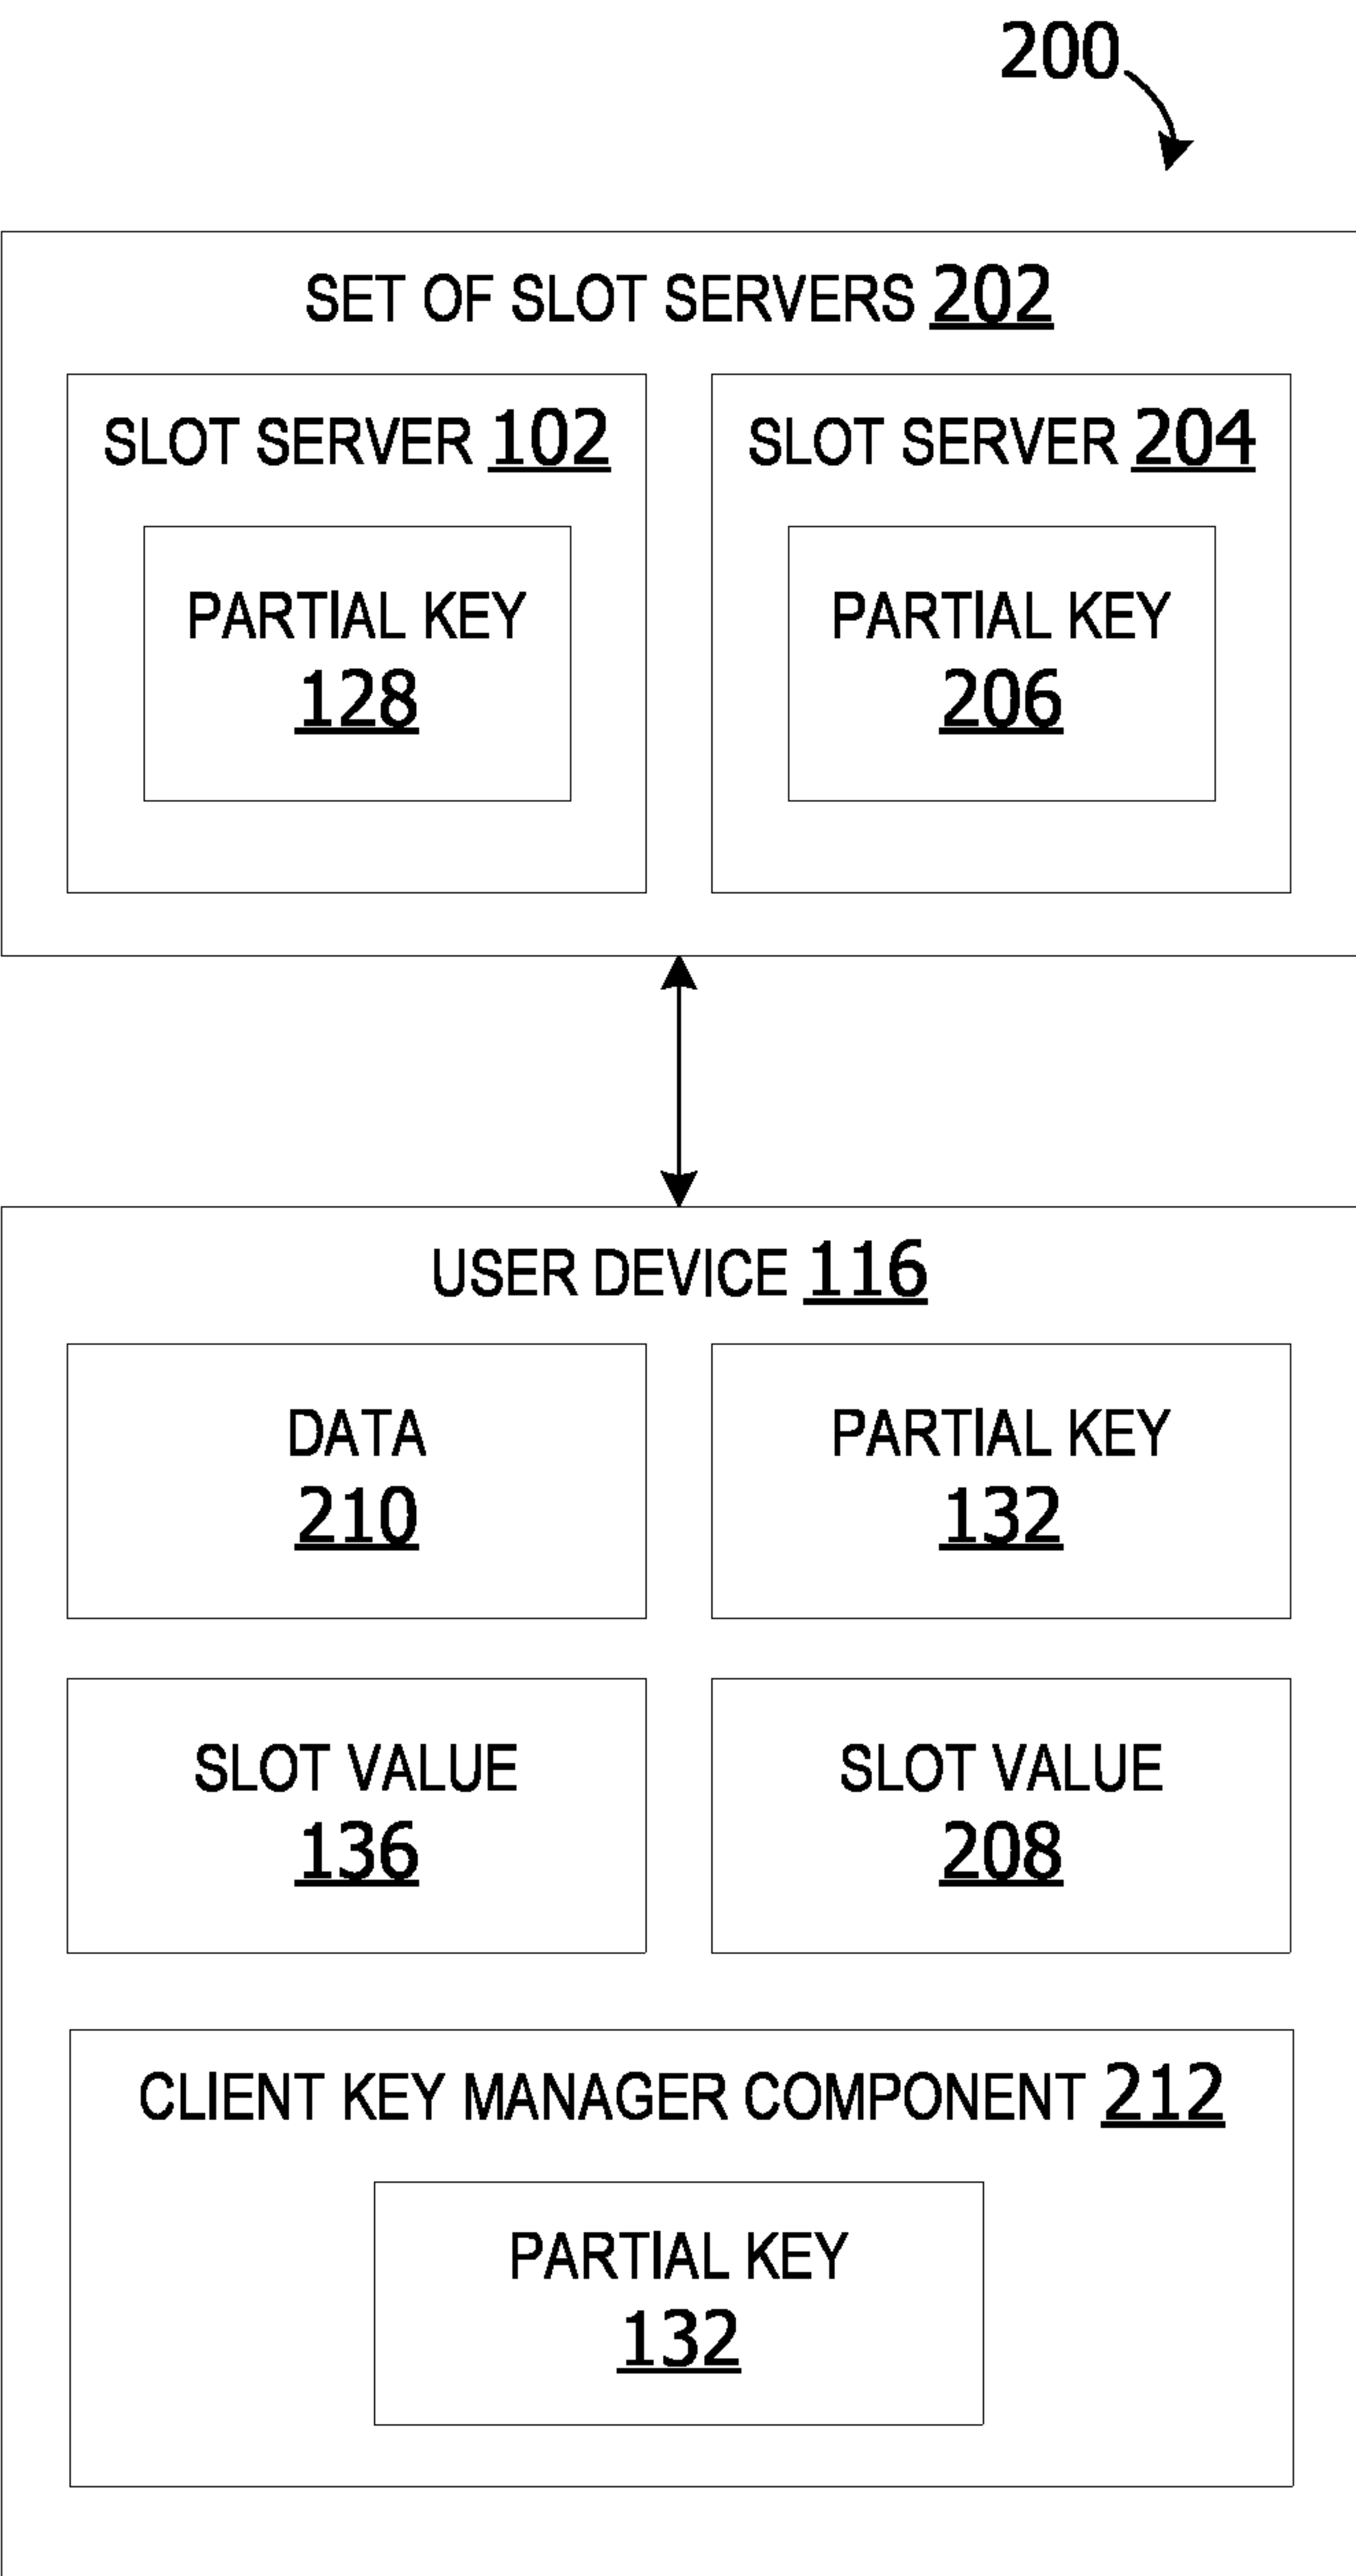 200
SET OF SLOT SERVERS 202
SLOT SERVER 102
SLOT SERVER 204
PARTIAL KEY
128
PARTIAL KEY
206
USER DEVICE 116
DATA
210
PARTIAL KEY
132
SLOT VALUE
136
SLOT VALUE
208
CLIENT KEY MANAGER COMPONENT 212
PARTIAL KEY
132